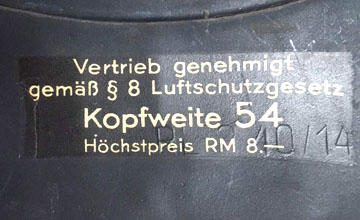 Vertrieb genehmigt
gemäß § 8 Luftschutzgesetz
Kopfweite 54
Höchstpreis RM 8.—